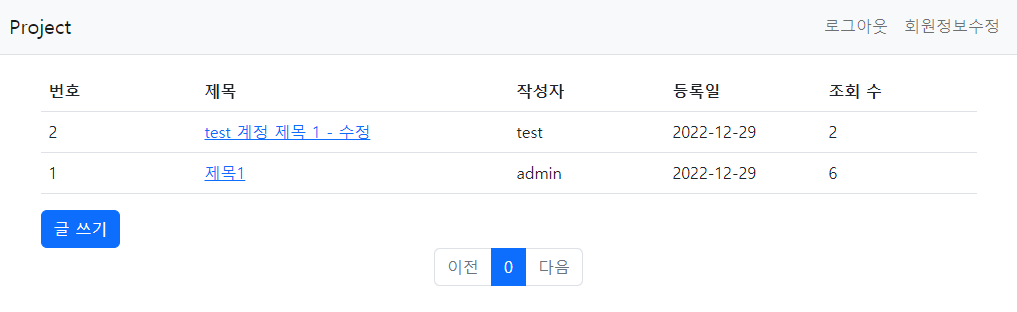 Project 로그아웃 회원정보수정
번호 제목 작성자 등록일 조회 수
2 test 계정 제목 1 - 수정 test 2022-12-29 2
1 제목1 admin 2022-12-29 6
글 쓰기
이전 0 다음